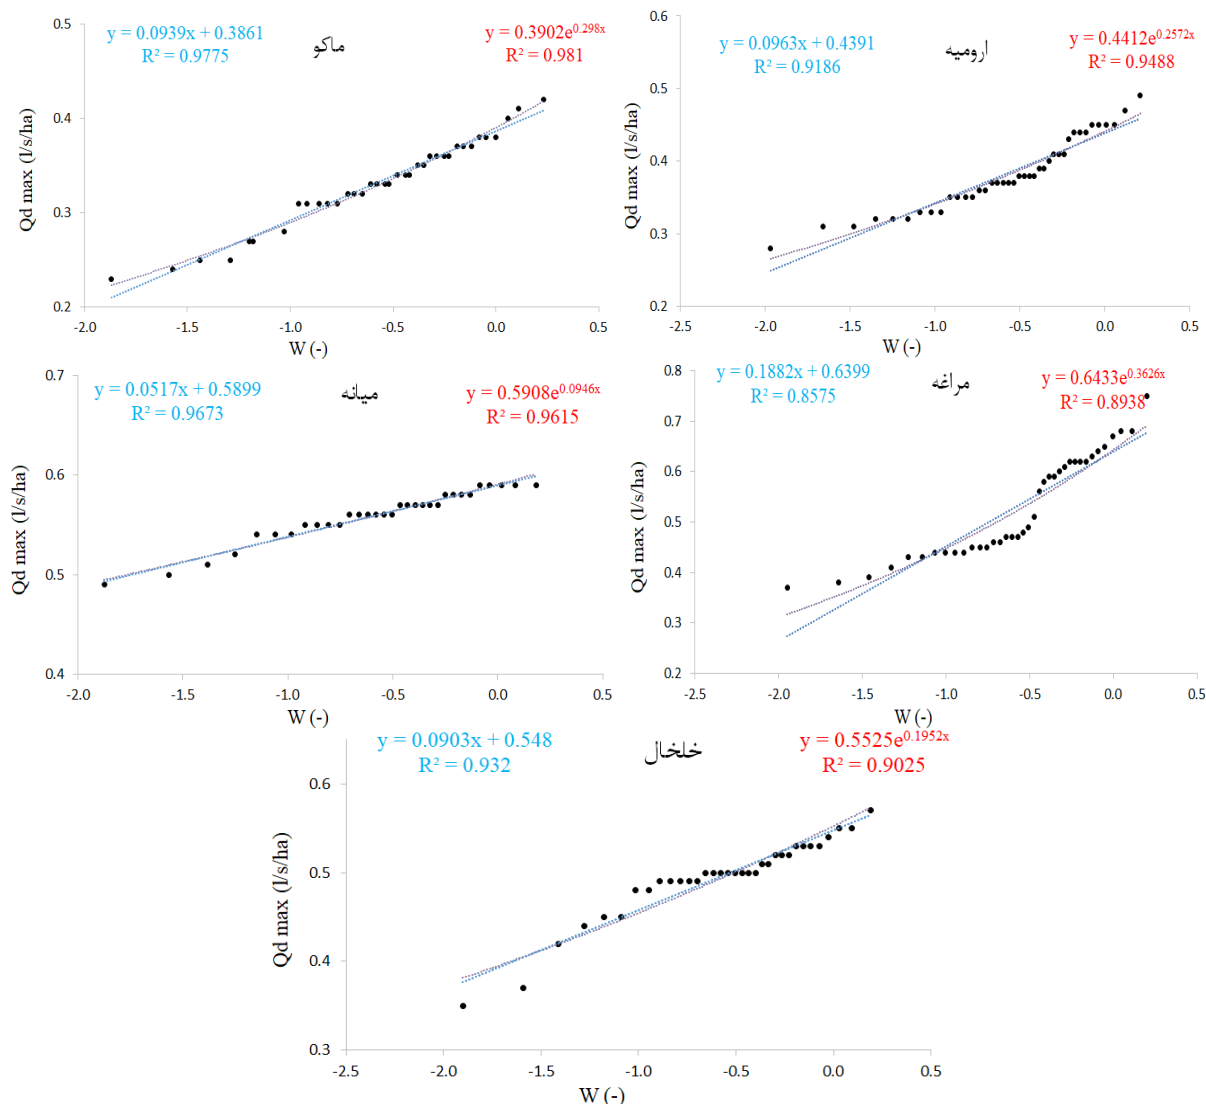 y = 0.0939x + 0.3861
R² = 0.9775
ماكو
y = 0.3902e^0.298x
R² = 0.981
0.5
0.4
0.3
0.2
Qd max (l/s/ha)
-2.0 -1.5 -1.0 -0.5 0.0 0.5
W (-)
y = 0.0963x + 0.4391
R² = 0.9186
ارومیه
y = 0.4412e^0.2572x
R² = 0.9488
0.6
0.5
0.4
0.3
0.2
Qd max (l/s/ha)
-2.5 -2.0 -1.5 -1.0 -0.5 0.0 0.5
W (-)
y = 0.0517x + 0.5899
R² = 0.9673
میانه
y = 0.5908e^0.0946x
R² = 0.9615
0.7
0.6
0.5
0.4
Qd max (l/s/ha)
-2.0 -1.5 -1.0 -0.5 0.0 0.5
W (-)
y = 0.1882x + 0.6399
R² = 0.8575
مراغه
y = 0.6433e^0.3626x
R² = 0.8938
0.8
0.7
0.6
0.5
0.4
0.3
0.2
Qd max (l/s/ha)
-2.5 -2.0 -1.5 -1.0 -0.5 0.0 0.5
W (-)
y = 0.0903x + 0.548
R² = 0.932
خلخال
y = 0.5525e^0.1952x
R² = 0.9025
0.6
0.5
0.4
0.3
Qd max (l/s/ha)
-2.5 -2.0 -1.5 -1.0 -0.5 0.0 0.5
W (-)